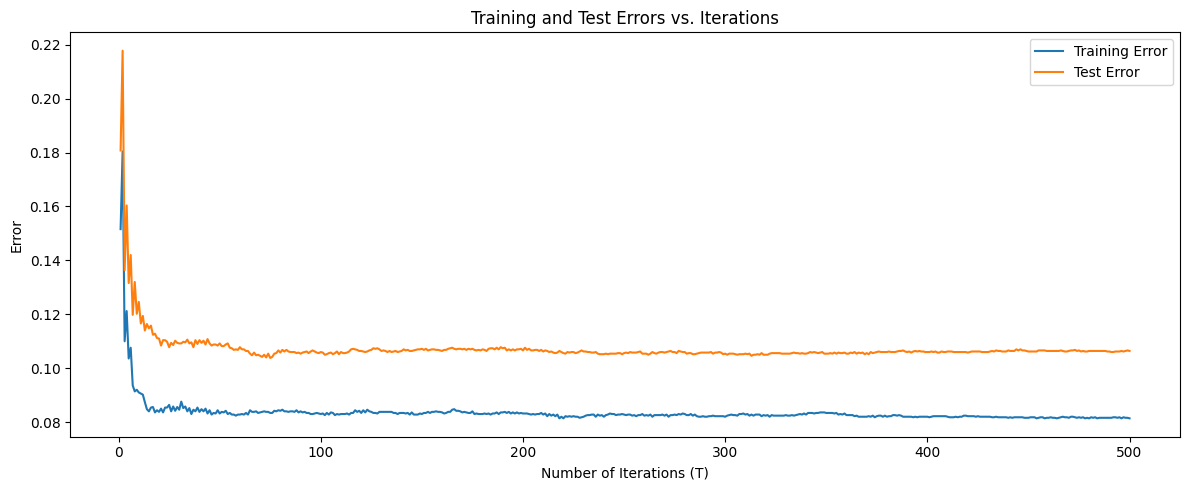 Training and Test Errors vs. Iterations
Training Error
Test Error
0.22
0.20
0.18
0.16
0.14
0.12
0.10
0.08
Error
0 100 200 300 400 500
Number of Iterations (T)